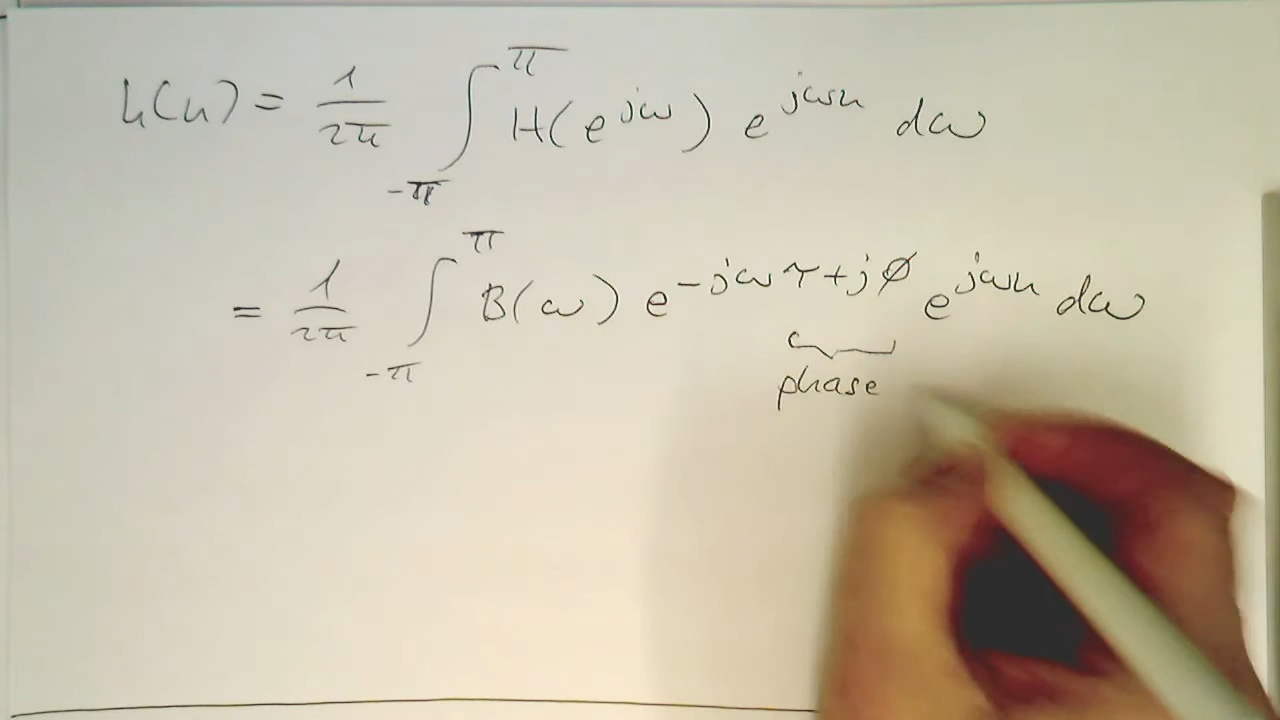 h(n) = 1/2π ∫_{-π}^{π} H(e^{jω}) e^{jωn} dω
= 1/2π ∫_{-π}^{π} B(ω) e^{-jωτ+jφ} e^{jωn} dω
phase